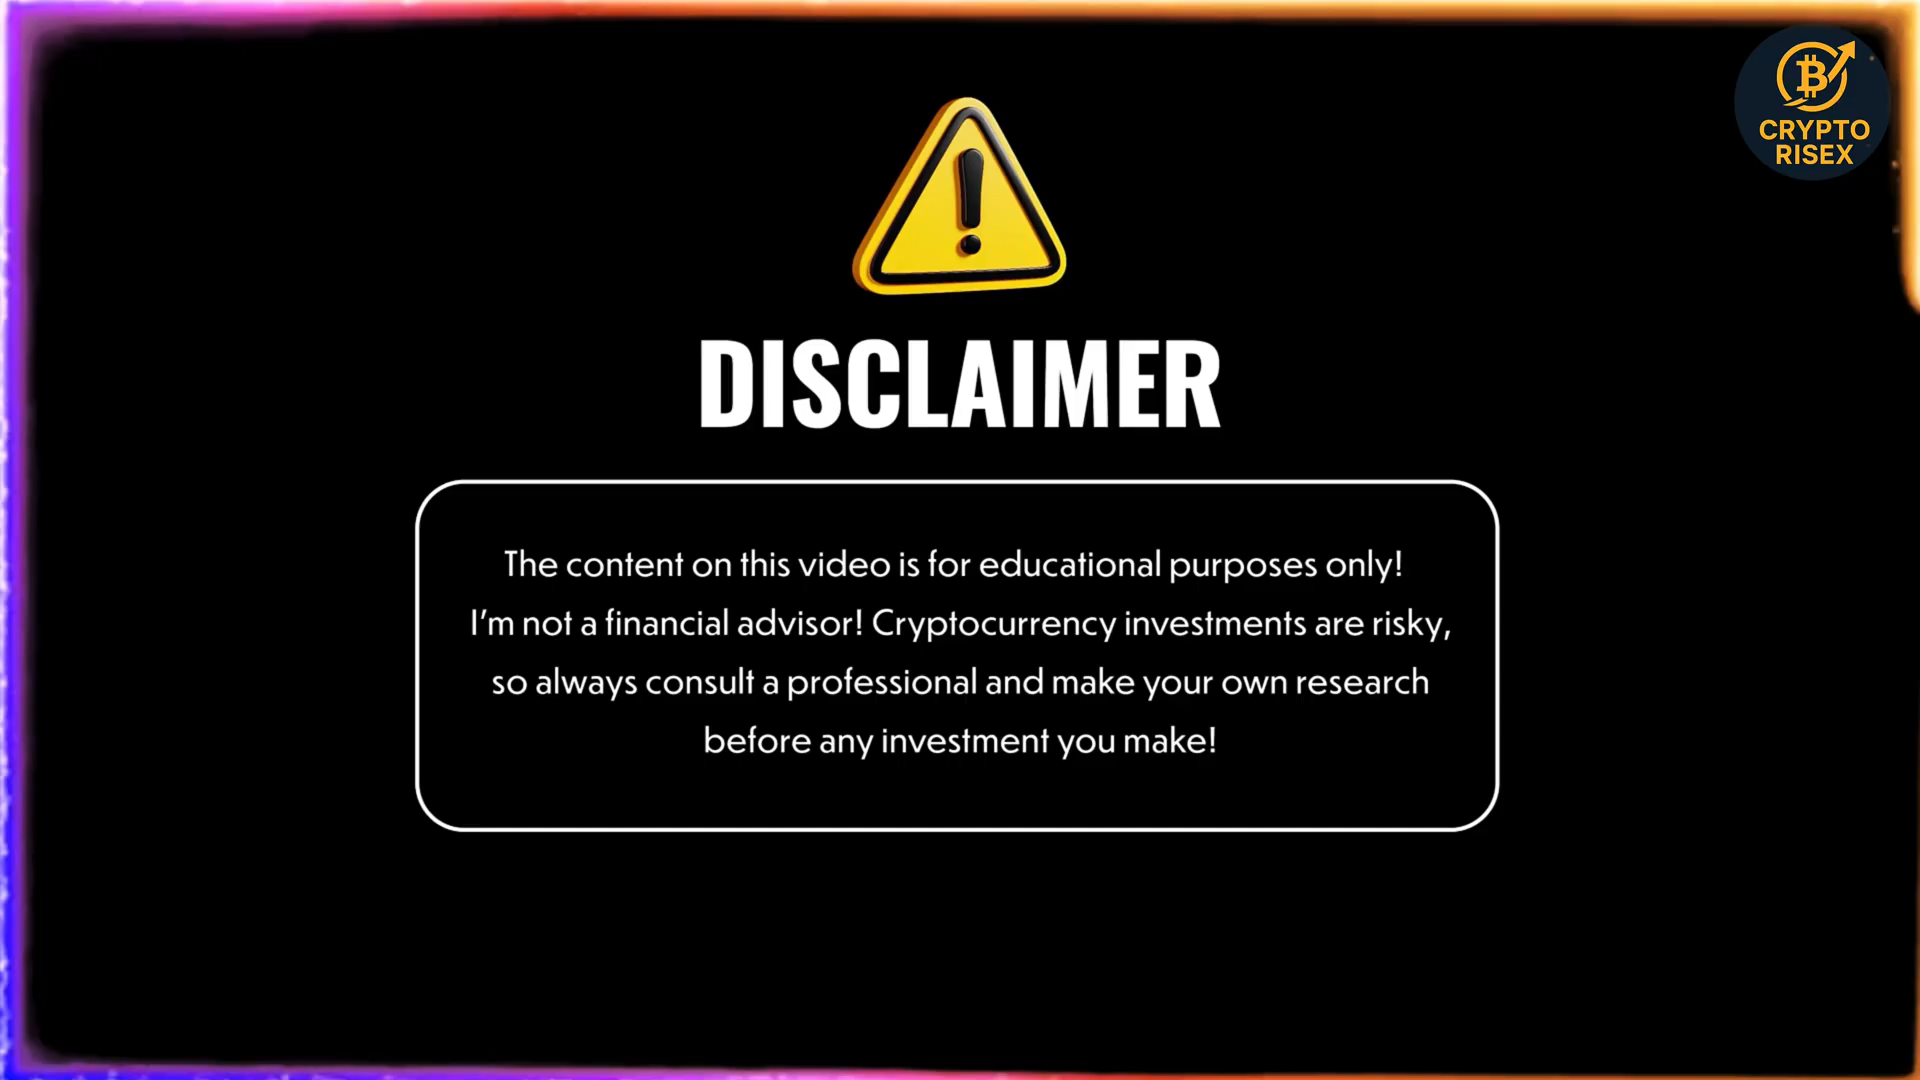 CRYPTO
RISEX
DISCLAIMER
The content on this video is for educational purposes only!
I'm not a financial advisor! Cryptocurrency investments are risky,
so always consult a professional and make your own research
before any investment you make!